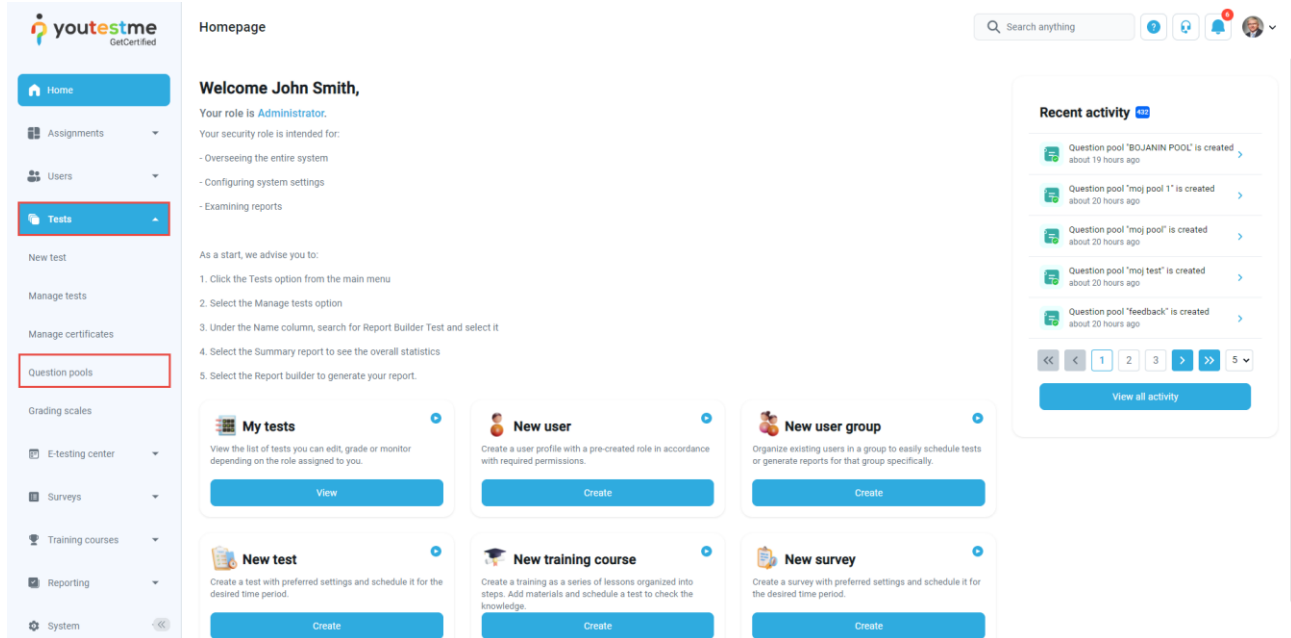 youtestme
GetCertified
Homepage
Search anything
6
Home
Assignments
Users
Tests
New test
Manage tests
Manage certificates
Question pools
Grading scales
E-testing center
Surveys
Training courses
Reporting
System
Welcome John Smith,
Your role is Administrator.
Your security role is intended for:
- Overseeing the entire system
- Configuring system settings
- Examining reports
As a start, we advise you to:
1. Click the Tests option from the main menu
2. Select the Manage tests option
3. Under the Name column, search for Report Builder Test and select it
4. Select the Summary report to see the overall statistics
5. Select the Report builder to generate your report.
My tests
View the list of tests you can edit, grade or monitor
depending on the role assigned to you.
View
New user
Create a user profile with a pre-created role in accordance
with required permissions.
Create
New user group
Organize existing users in a group to easily schedule tests
or generate reports for that group specifically.
Create
New test
Create a test with preferred settings and schedule it for the
desired time period.
Create
New training course
Create a training as a series of lessons organized into
steps. Add materials and schedule a test to check the
knowledge.
Create
New survey
Create a survey with preferred settings and schedule it for
the desired time period.
Create
Recent activity 432
Question pool "BOJANIN POOL" is created
about 19 hours ago
Question pool "moj pool 1" is created
about 20 hours ago
Question pool "moj pool" is created
about 20 hours ago
Question pool "moj test" is created
about 20 hours ago
Question pool "feedback" is created
about 20 hours ago
1 2 3 5
View all activity